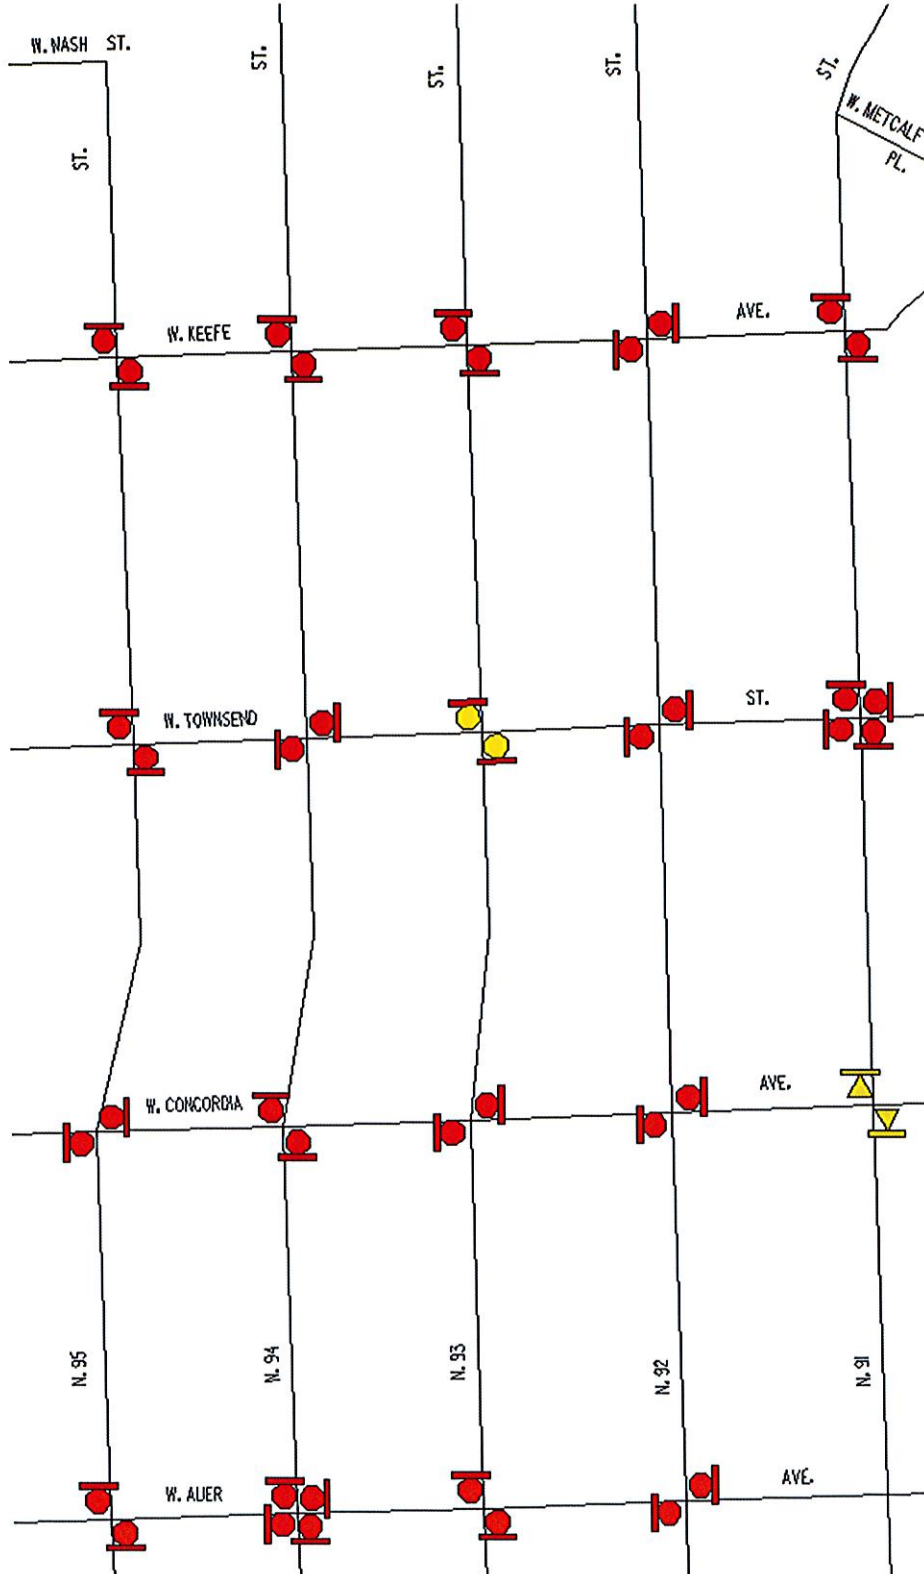 W. NASH ST.
ST.
ST.
ST.
ST.
ST.
W. METCALF
PL.
W. KEEFE AVE.
W. TOWNSEND ST.
W. CONCORDIA AVE.
N. 95
N. 94
N. 93
N. 92
N. 91
W. AUER AVE.